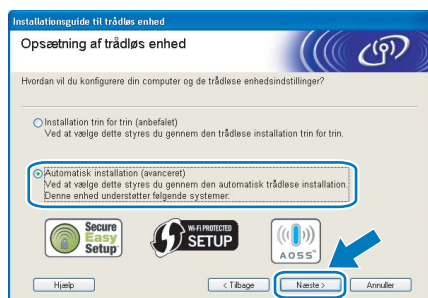 Installationsguide til trådløs enhed
Opsætning af trådløs enhed
Hvordan vil du konfigurere din computer og de trådløse enhedsindstillinger?
Installation trin for trin (anbefalet)
Ved at vælge dette styres du gennem den trådløse installation trin for trin.
Automatisk installation (avanceret)
Ved at vælge dette styres du gennem den automatisk trådløse installation.
Denne enhed understøtter følgende systemer:
Secure
Easy
Setup
WI-FI PROTECTED
SETUP
AOSS™
Hjælp
< Tilbage
Næste >
Annuller